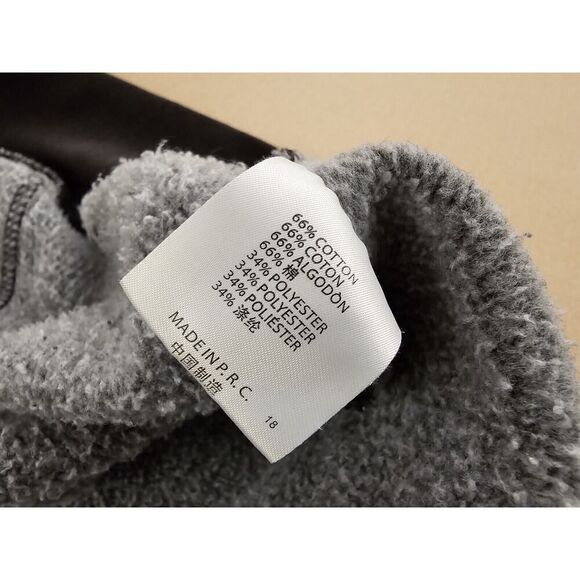 66% COTTON
66% COTON
66% ALGODÓN
66% 棉
34% POLYESTER
34% POLYESTER
34% POLIÉSTER
34% 涤纶
MADE IN P. R. C.
中国制造
18